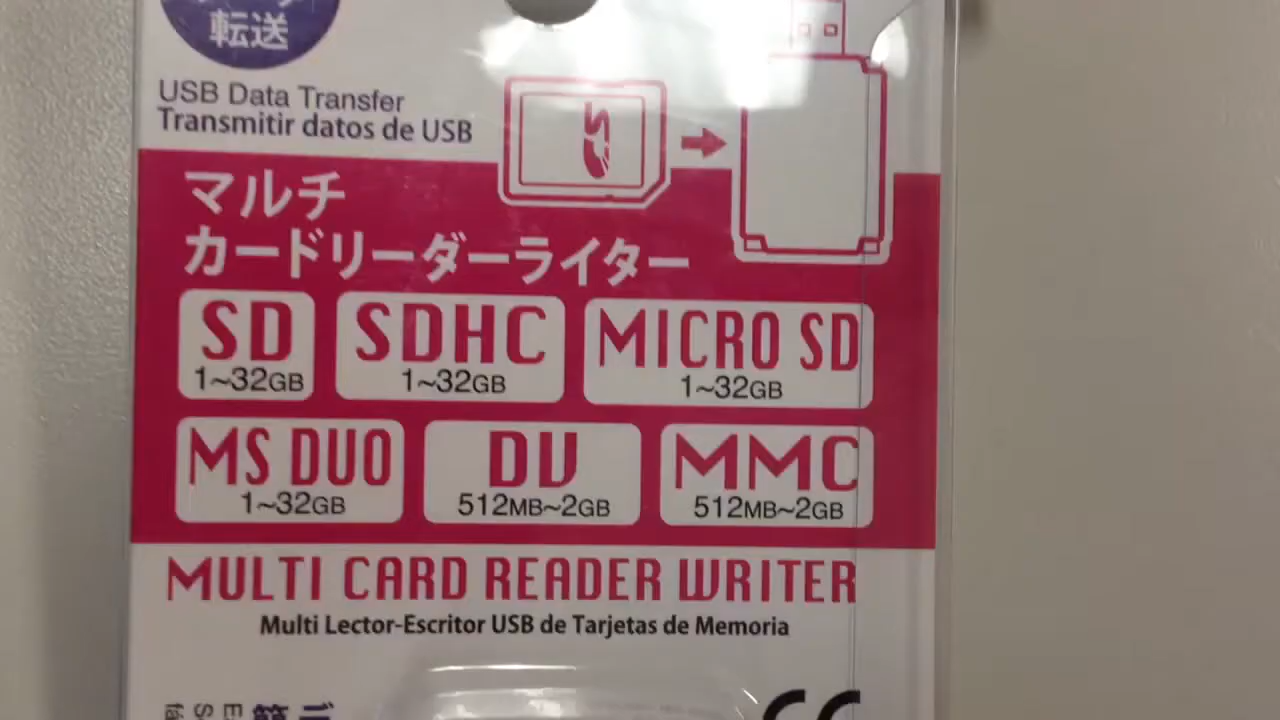 転送
USB Data Transfer
Transmitir datos de USB
マルチ
カードリーダーライター
SD
1~32GB
SDHC
1~32GB
MICRO SD
1~32GB
MS DUO
1~32GB
DV
512MB~2GB
MMC
512MB~2GB
MULTI CARD READER WRITER
Multi Lector-Escritor USB de Tarjetas de Memoria
CE